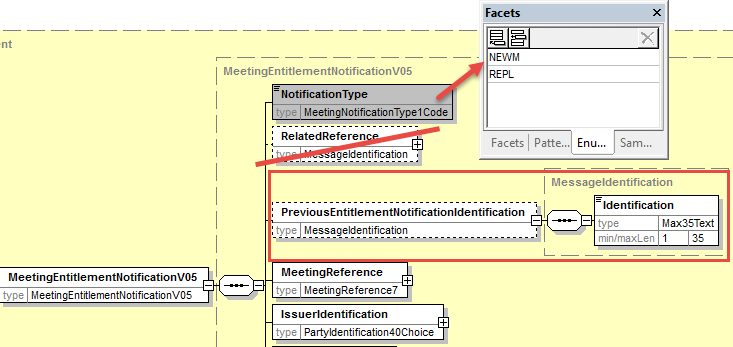 Facets
NEWM
REPL
Facets Patte... Enu... Sam...
ent
MeetingEntitlementNotificationV05
NotificationType
type MeetingNotificationType1Code
RelatedReference
type MessageIdentification
MessageIdentification
PreviousEntitlementNotificationIdentification
type MessageIdentification
Identification
type Max35Text
min/maxLen 1 35
MeetingEntitlementNotificationV05
type MeetingEntitlementNotificationV05
MeetingReference
type MeetingReference7
IssuerIdentification
type PartyIdentification40Choice